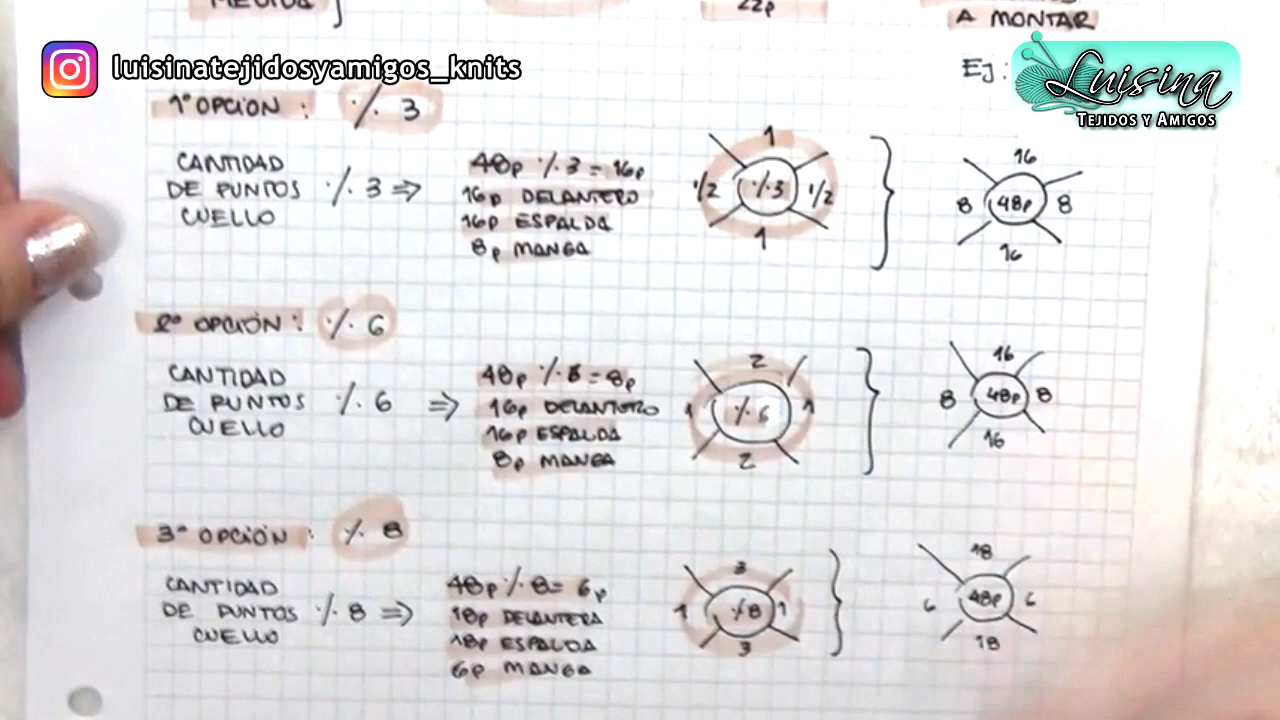 MEDIDA
22p
A MONTAR
luisinatejidosyamigos_knits
EJ:
Luisina
TEJIDOS Y AMIGOS
1º OPCIÓN : ·/. 3
CANTIDAD
DE PUNTOS ·/. 3 ⇒
CUELLO
48p ·/. 3 = 16p
16p DELANTERO
16p ESPALDA
8p MANGA
1
1/2 ·/. 3 1/2
1
16
8 48p 8
16
2º OPCIÓN : ·/. 6
CANTIDAD
DE PUNTOS ·/. 6 ⇒
CUELLO
48p ·/. 6 = 8p
16p DELANTERO
16p ESPALDA
8p MANGA
2
1 ·/. 6 1
2
16
8 48p 8
16
3º OPCIÓN : ·/. 8
CANTIDAD
DE PUNTOS ·/. 8 ⇒
CUELLO
48p ·/. 8 = 6p
18p DELANTERA
18p ESPALDA
6p MANGA
3
1 ·/. 8 1
3
18
6 48p 6
18